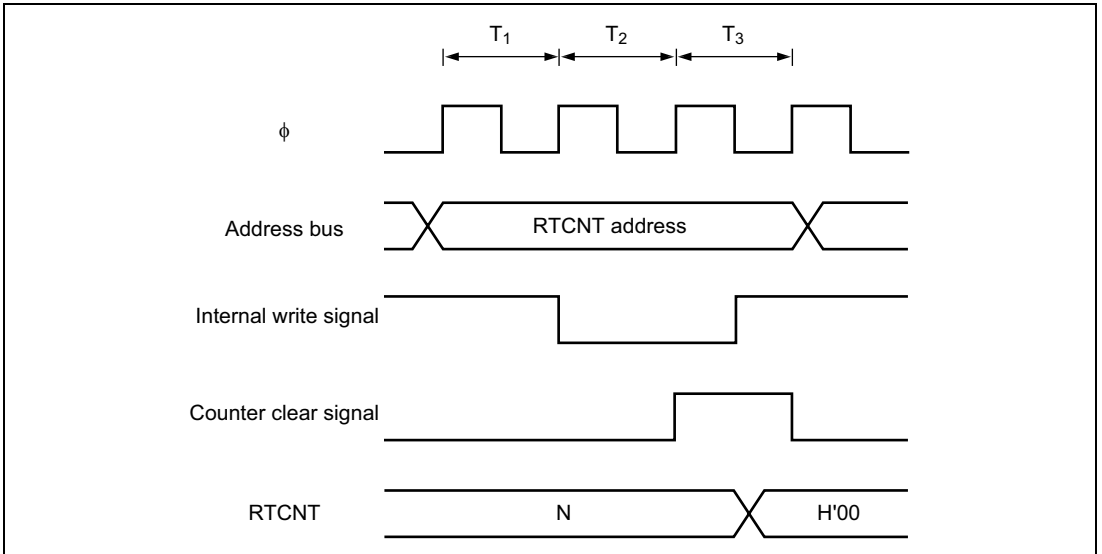 T1 T2 T3
ϕ
Address bus RTCNT address
Internal write signal
Counter clear signal
RTCNT N H'00